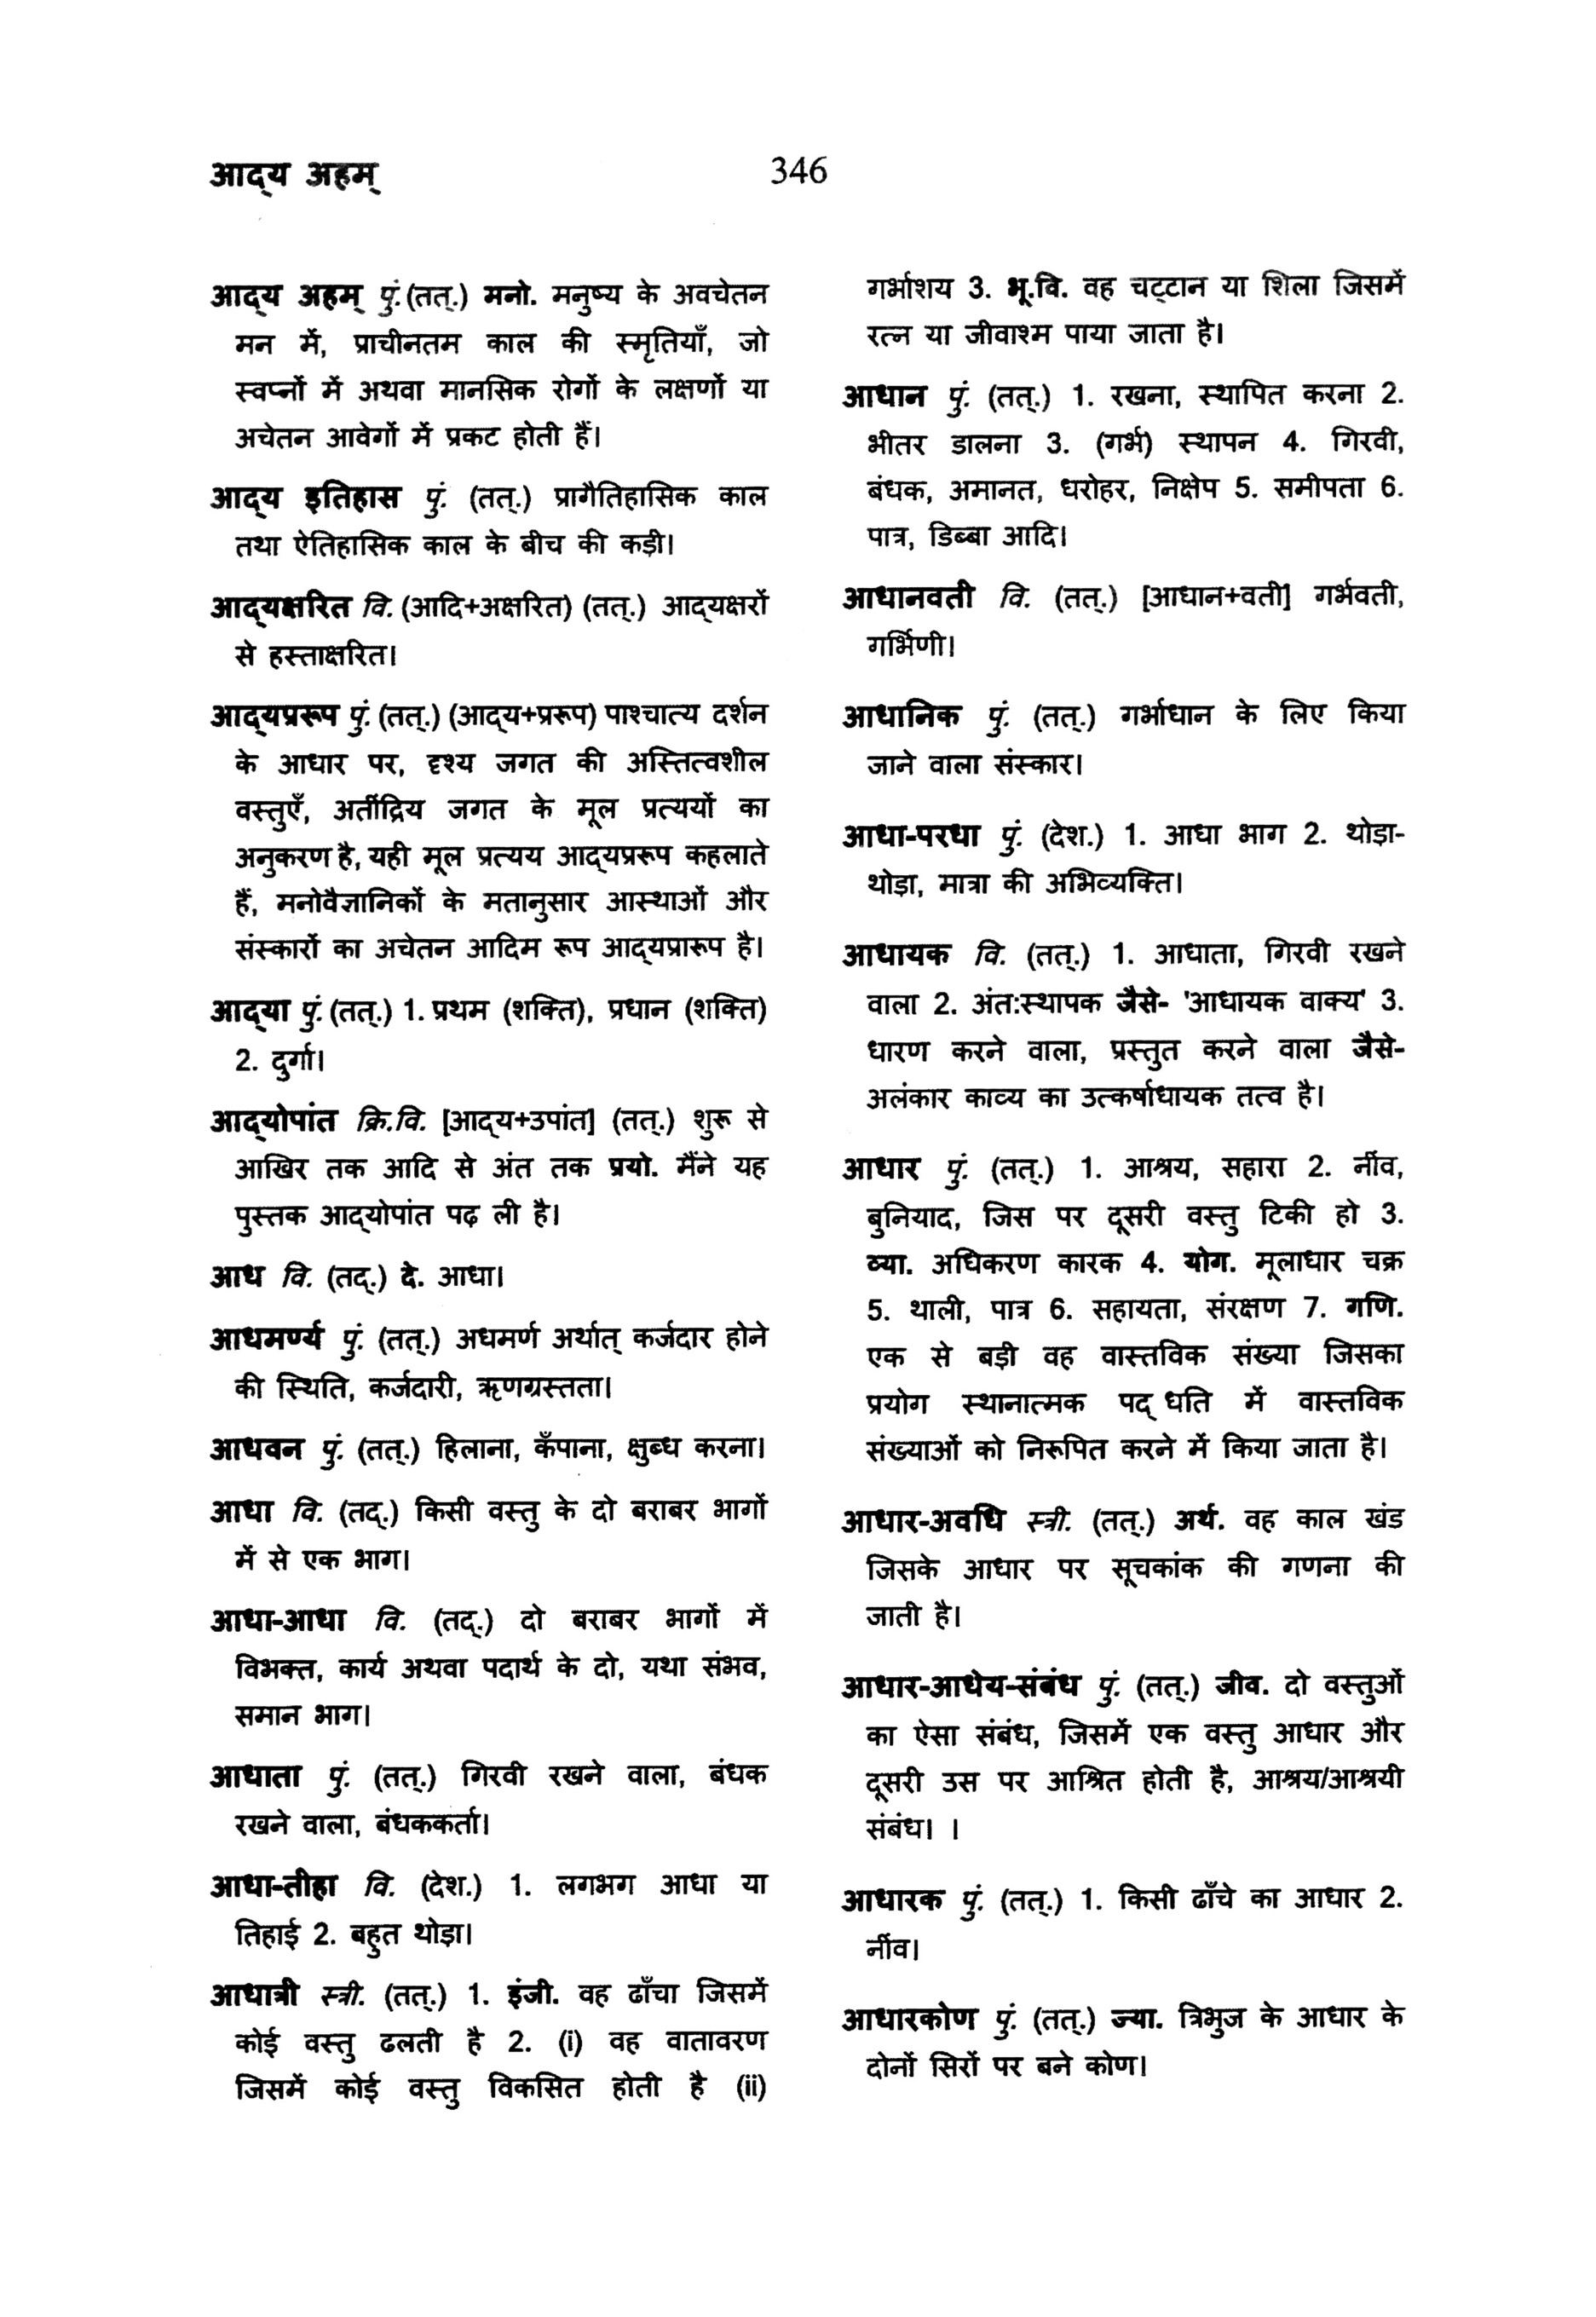 आद्‌य अहम्
346
आद्‌य अहम् पुं.(तत्.) मनो. मनुष्य के अवचेतन
मन में, प्राचीनतम काल की स्मृतियाँ, जो
स्वप्नों में अथवा मानसिक रोगों के लक्षणों या
अचेतन आवेगों में प्रकट होती हैं।
आद्‌य इतिहास पुं. (तत्.) प्रागैतिहासिक काल
तथा ऐतिहासिक काल के बीच की कड़ी।
आद्‌यक्षरित वि. (आदि+अक्षरित) (तत्.) आद्‌यक्षरों
से हस्ताक्षरित।
आद्‌यप्ररूप पुं. (तत्.) (आद्‌य+प्ररूप) पाश्चात्य दर्शन
के आधार पर, दृश्य जगत की अस्तित्वशील
वस्तुएँ, अतींद्रिय जगत के मूल प्रत्ययों का
अनुकरण है, यही मूल प्रत्यय आद्‌यप्ररूप कहलाते
हैं, मनोवैज्ञानिकों के मतानुसार आस्थाओं और
संस्कारों का अचेतन आदिम रूप आद्‌यप्रारूप है।
आद्‌या पुं. (तत्.) 1. प्रथम (शक्ति), प्रधान (शक्ति)
2. दुर्गा।
आद्‌योपांत क्रि.वि. [आद्‌य+उपांत] (तत्.) शुरू से
आखिर तक आदि से अंत तक प्रयो. मैंने यह
पुस्तक आद्‌योपांत पढ़ ली है।
आध वि. (तद्.) दे. आधा।
आधमर्ण्य पुं. (तत्.) अधमर्ण अर्थात् कर्जदार होने
की स्थिति, कर्जदारी, ऋणग्रस्तता।
आधवन पुं. (तत्.) हिलाना, कँपाना, क्षुब्ध करना।
आधा वि. (तद्.) किसी वस्तु के दो बराबर भागों
में से एक भाग।
आधा-आधा वि. (तद्.) दो बराबर भागों में
विभक्त, कार्य अथवा पदार्थ के दो, यथा संभव,
समान भाग।
आधाता पुं. (तत्.) गिरवी रखने वाला, बंधक
रखने वाला, बंधककर्ता।
आधा-तीहा वि. (देश.) 1. लगभग आधा या
तिहाई 2. बहुत थोड़ा।
आधात्री स्त्री. (तत्.) 1. इंजी. वह ढाँचा जिसमें
कोई वस्तु ढलती है 2. (i) वह वातावरण
जिसमें कोई वस्तु विकसित होती है (ii)
गर्भाशय 3. भू.वि. वह चट्‌टान या शिला जिसमें
रत्न या जीवाश्म पाया जाता है।
आधान पुं. (तत्.) 1. रखना, स्थापित करना 2.
भीतर डालना 3. (गर्भ) स्थापन 4. गिरवी,
बंधक, अमानत, धरोहर, निक्षेप 5. समीपता 6.
पात्र, डिब्बा आदि।
आधानवती वि. (तत्.) [आधान+वती] गर्भवती,
गर्भिणी।
आधानिक पुं. (तत्.) गर्भाधान के लिए किया
जाने वाला संस्कार।
आधा-परधा पुं. (देश.) 1. आधा भाग 2. थोड़ा-
थोड़ा, मात्रा की अभिव्यक्ति।
आधायक वि. (तत्.) 1. आधाता, गिरवी रखने
वाला 2. अंत:स्थापक जैसे- 'आधायक वाक्य' 3.
धारण करने वाला, प्रस्तुत करने वाला जैसे-
अलंकार काव्य का उत्कर्षाधायक तत्व है।
आधार पुं. (तत्.) 1. आश्रय, सहारा 2. नींव,
बुनियाद, जिस पर दूसरी वस्तु टिकी हो 3.
व्या. अधिकरण कारक 4. योग. मूलाधार चक्र
5. थाली, पात्र 6. सहायता, संरक्षण 7. गणि.
एक से बड़ी वह वास्तविक संख्या जिसका
प्रयोग स्थानात्मक पद्‌ धति में वास्तविक
संख्याओं को निरूपित करने में किया जाता है।
आधार-अवधि स्त्री. (तत्.) अर्थ. वह काल खंड
जिसके आधार पर सूचकांक की गणना की
जाती है।
आधार-आधेय-संबंध पुं. (तत्.) जीव. दो वस्तुओं
का ऐसा संबंध, जिसमें एक वस्तु आधार और
दूसरी उस पर आश्रित होती है, आश्रय/आश्रयी
संबंध। ।
आधारक पुं. (तत्.) 1. किसी ढाँचे का आधार 2.
नींव।
आधारकोण पुं. (तत्.) ज्या. त्रिभुज के आधार के
दोनों सिरों पर बने कोण।